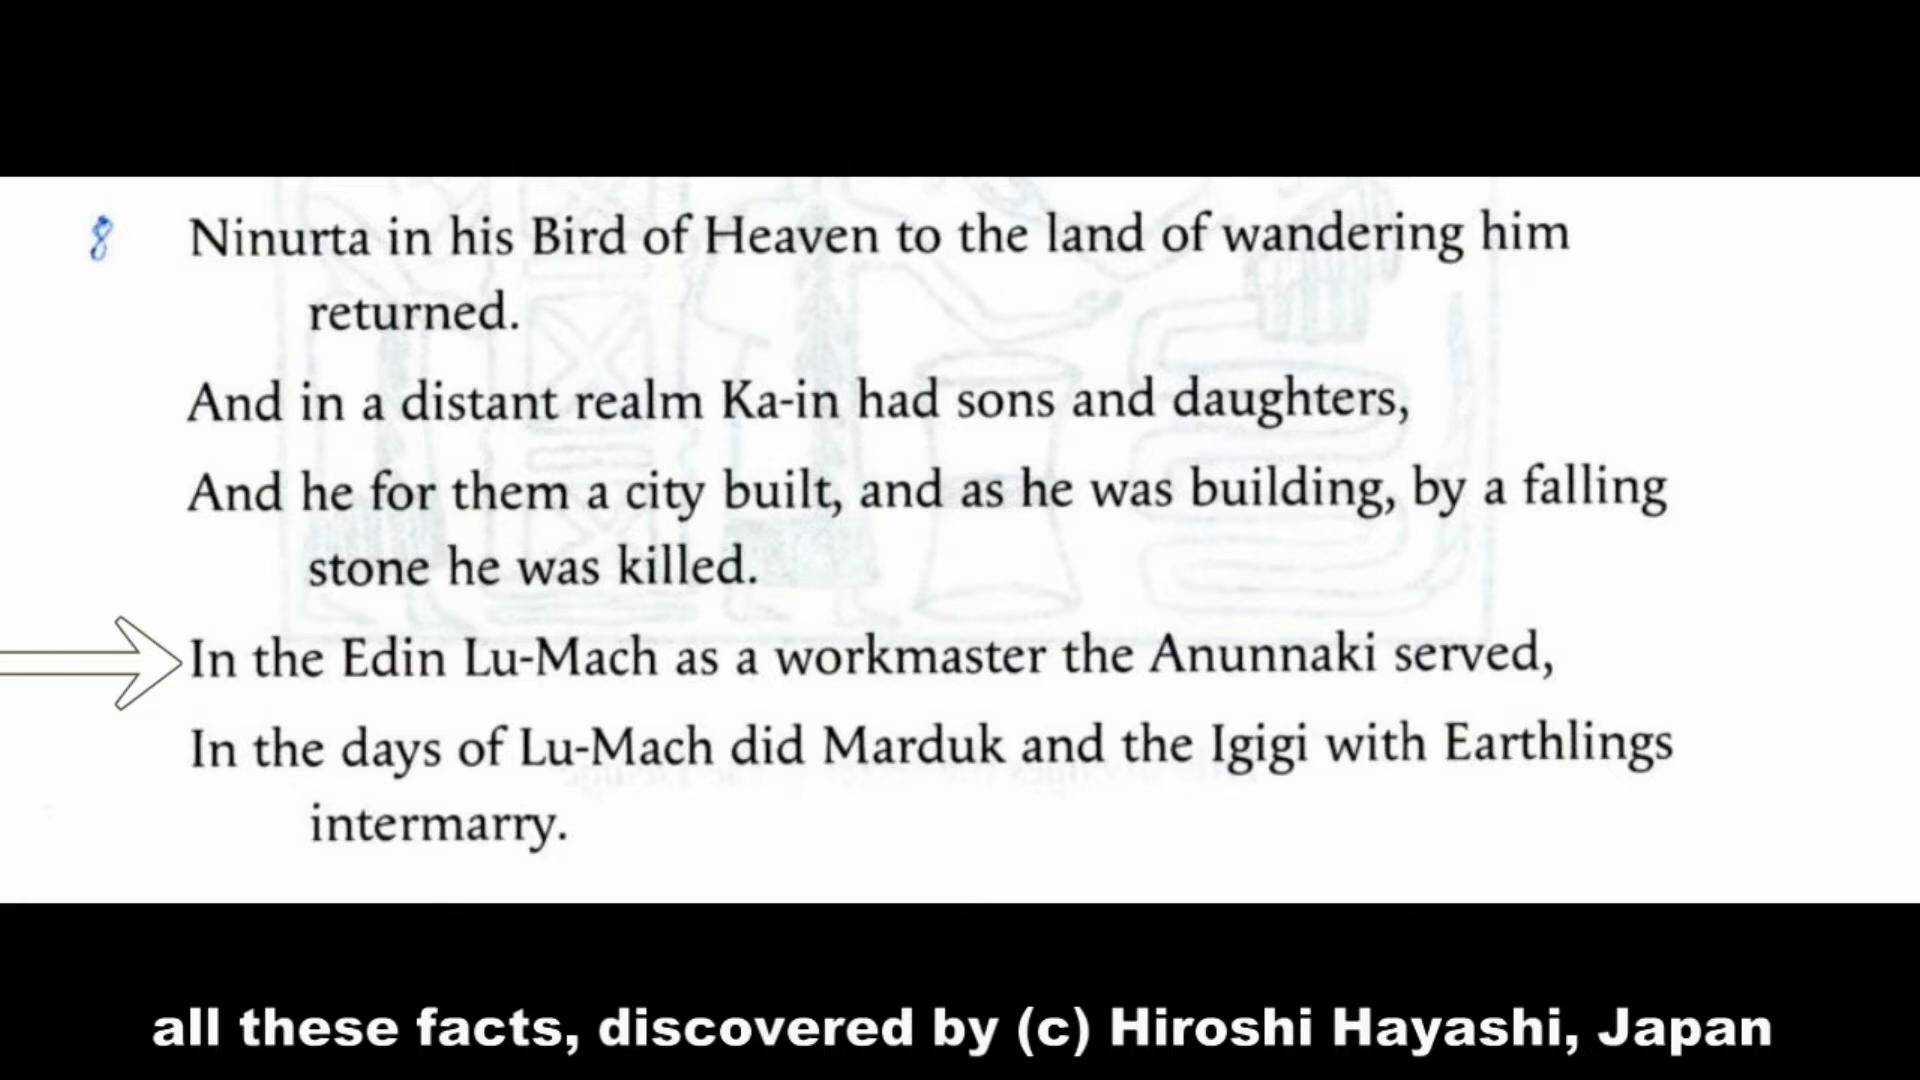 8 Ninurta in his Bird of Heaven to the land of wandering him
returned.
And in a distant realm Ka-in had sons and daughters,
And he for them a city built, and as he was building, by a falling
stone he was killed.
In the Edin Lu-Mach as a workmaster the Anunnaki served,
In the days of Lu-Mach did Marduk and the Igigi with Earthlings
intermarry.
all these facts, discovered by (c) Hiroshi Hayashi, Japan